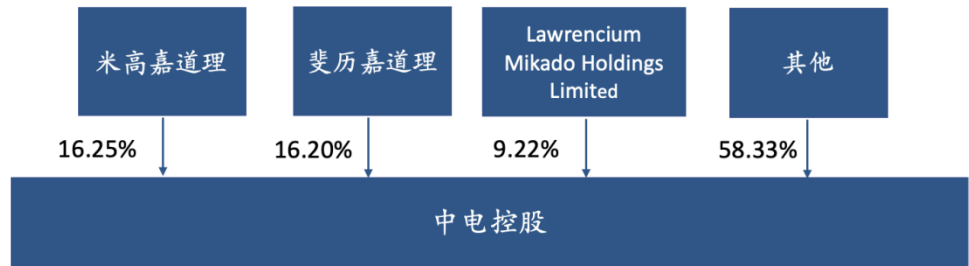 米高嘉道理
斐历嘉道理
Lawrencium
Mikado Holdings
Limited
其他
16.25%
16.20%
9.22%
58.33%
中电控股